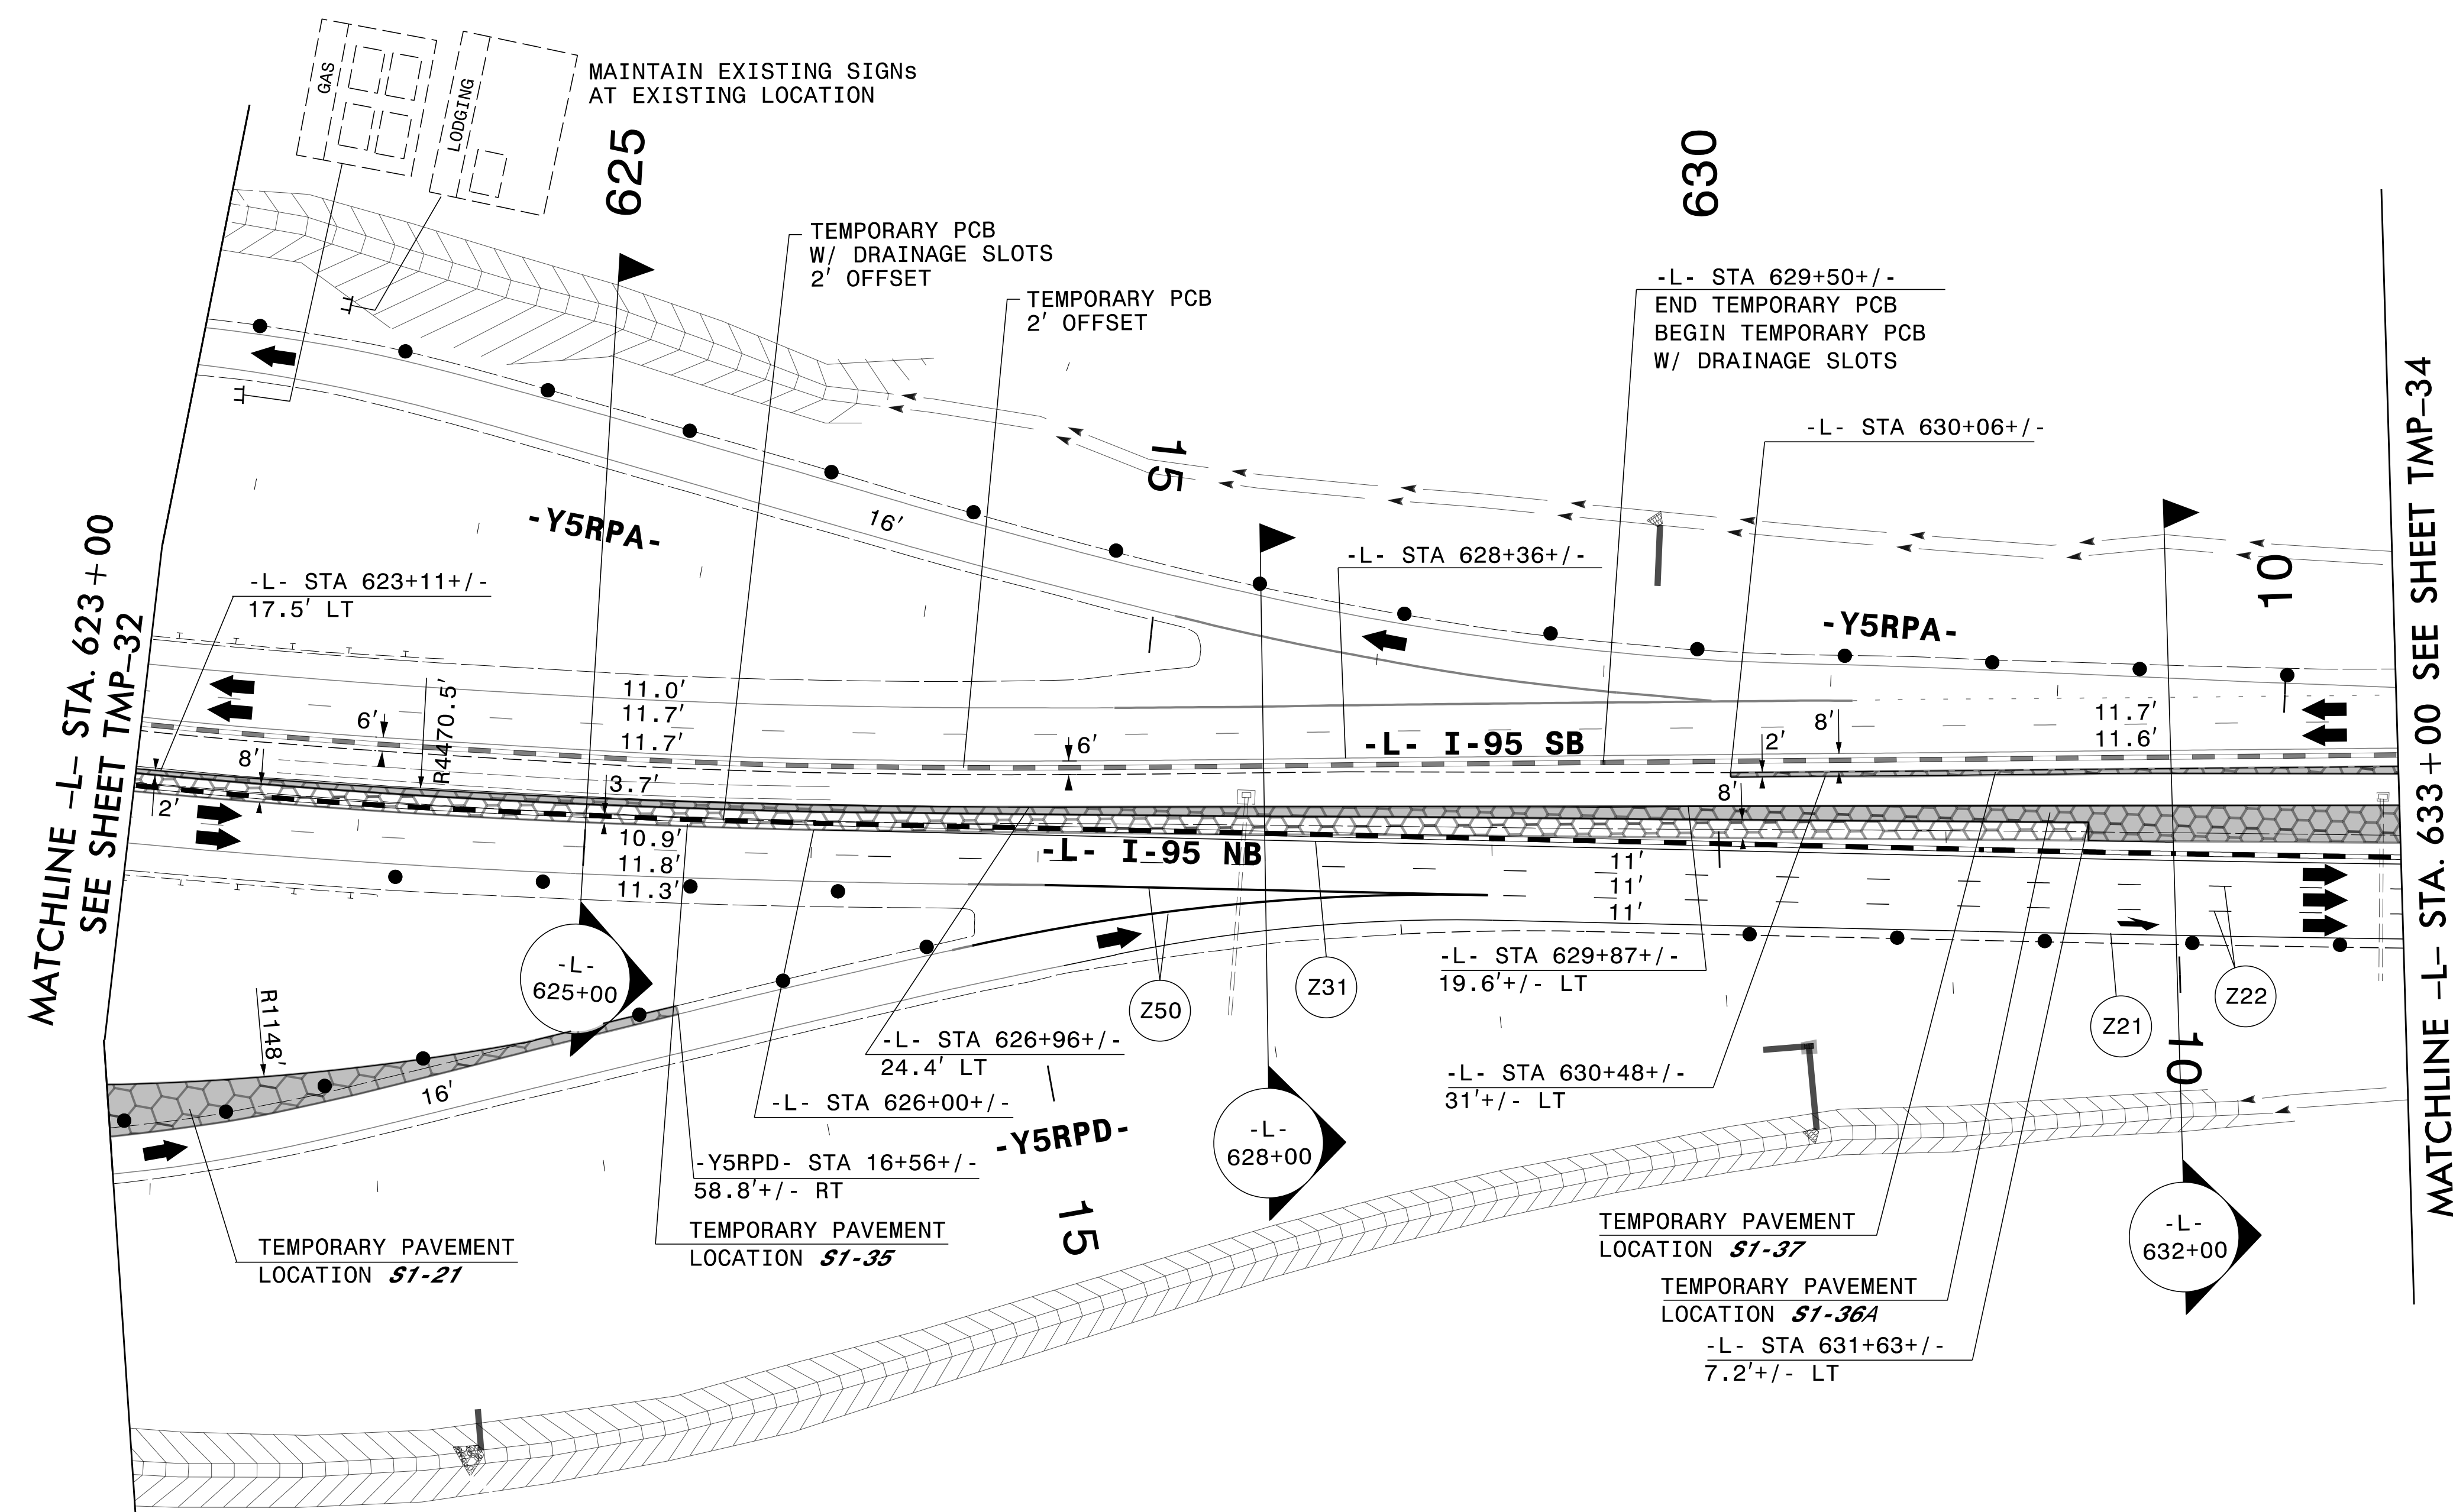 GAS
LODGING
MAINTAIN EXISTING SIGNs
AT EXISTING LOCATION
625
630
TEMPORARY PCB
W/ DRAINAGE SLOTS
2' OFFSET
TEMPORARY PCB
2' OFFSET
-L- STA 629+50+/-
END TEMPORARY PCB
BEGIN TEMPORARY PCB
W/ DRAINAGE SLOTS
-L- STA 630+06+/-
15
16'
-Y5RPA-
-L- STA 628+36+/-
10
-Y5RPA-
MATCHLINE -L- STA. 623+00
SEE SHEET TMP-32
MATCHLINE -L- STA. 633+00 SEE SHEET TMP-34
-L- STA 623+11+/-
17.5' LT
R4470.5'
11.0'
11.7'
11.7'
6'
8'
2'
3.7'
6'
-L- I-95 SB
8'
2'
8'
11.7'
11.6'
10.9'
11.8'
11.3'
-L- I-95 NB
11'
11'
11'
-L-
625+00
R1148'
16'
Z50
Z31
-L- STA 629+87+/-
19.6'+/- LT
Z21
Z22
10
-L- STA 626+96+/-
24.4' LT
-L- STA 626+00+/-
-L- STA 630+48+/-
31'+/- LT
-Y5RPD-
-L-
628+00
-Y5RPD- STA 16+56+/-
58.8'+/- RT
15
TEMPORARY PAVEMENT
LOCATION S1-21
TEMPORARY PAVEMENT
LOCATION S1-35
TEMPORARY PAVEMENT
LOCATION S1-37
-L-
632+00
TEMPORARY PAVEMENT
LOCATION S1-36A
-L- STA 631+63+/-
7.2'+/- LT